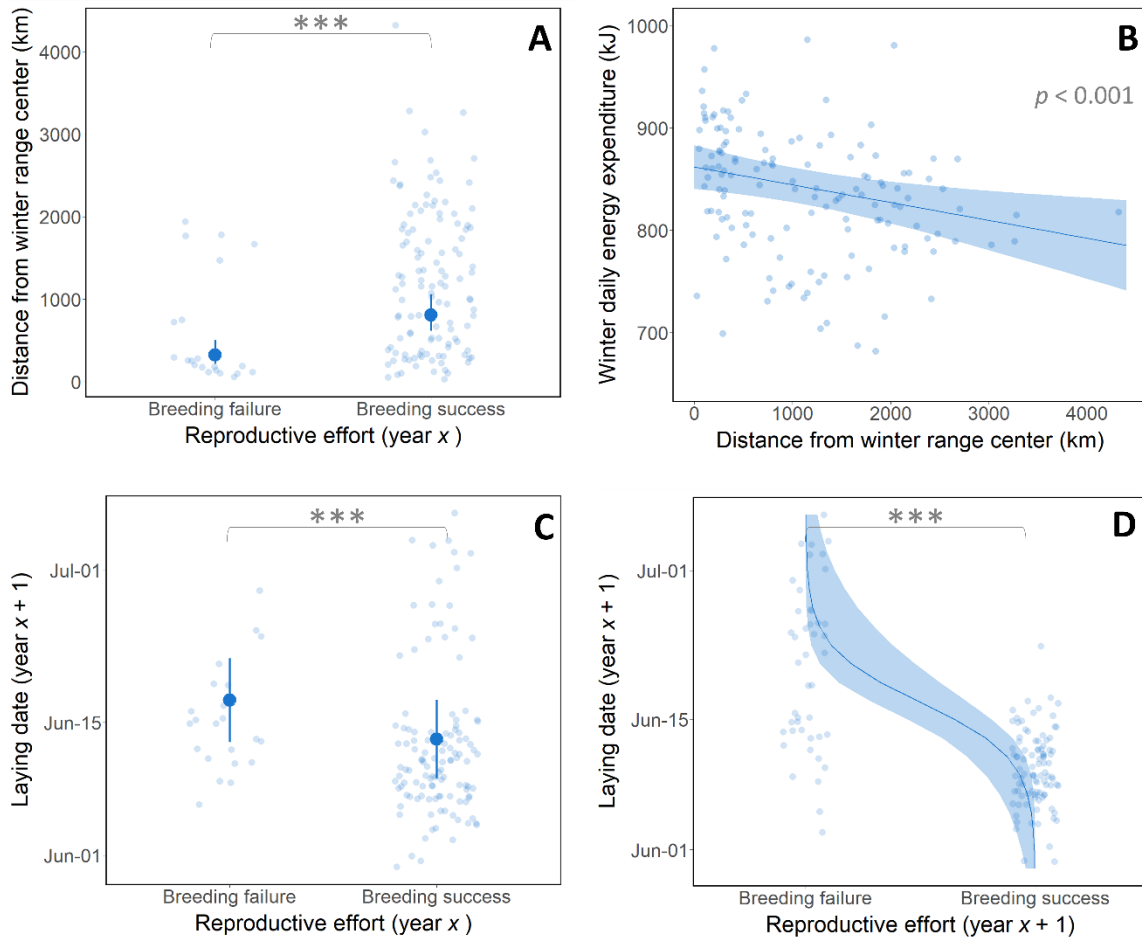 A
***
Distance from winter range center (km)
4000
3000
2000
1000
0
Breeding failure
Breeding success
Reproductive effort (year x )
B
p < 0.001
Winter daily energy expenditure (kJ)
1000
900
800
700
0
1000
2000
3000
4000
Distance from winter range center (km)
C
***
Laying date (year x + 1)
Jul-01
Jun-15
Jun-01
Breeding failure
Breeding success
Reproductive effort (year x )
D
***
Laying date (year x + 1)
Jul-01
Jun-15
Jun-01
Breeding failure
Breeding success
Reproductive effort (year x + 1)